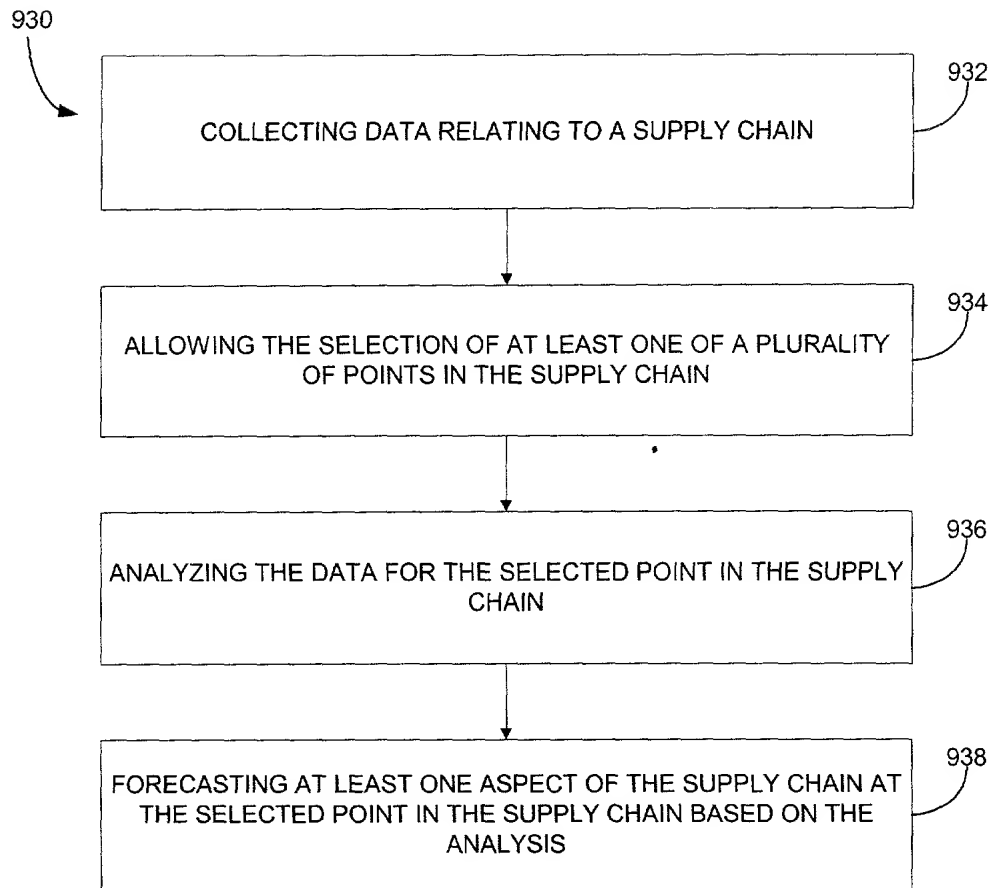 930
932
COLLECTING DATA RELATING TO A SUPPLY CHAIN
934
ALLOWING THE SELECTION OF AT LEAST ONE OF A PLURALITY
OF POINTS IN THE SUPPLY CHAIN
936
ANALYZING THE DATA FOR THE SELECTED POINT IN THE SUPPLY
CHAIN
938
FORECASTING AT LEAST ONE ASPECT OF THE SUPPLY CHAIN AT
THE SELECTED POINT IN THE SUPPLY CHAIN BASED ON THE
ANALYSIS